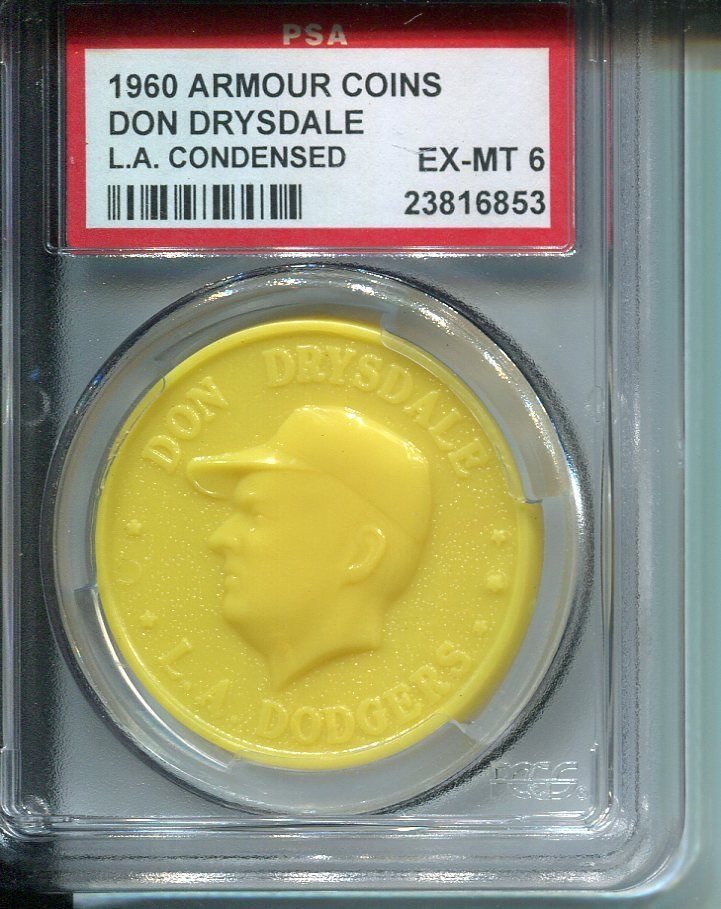 PSA
1960 ARMOUR COINS
DON DRYSDALE
L.A. CONDENSED
EX-MT 6
23816853
DON DRYSDALE
L.A. DODGERS